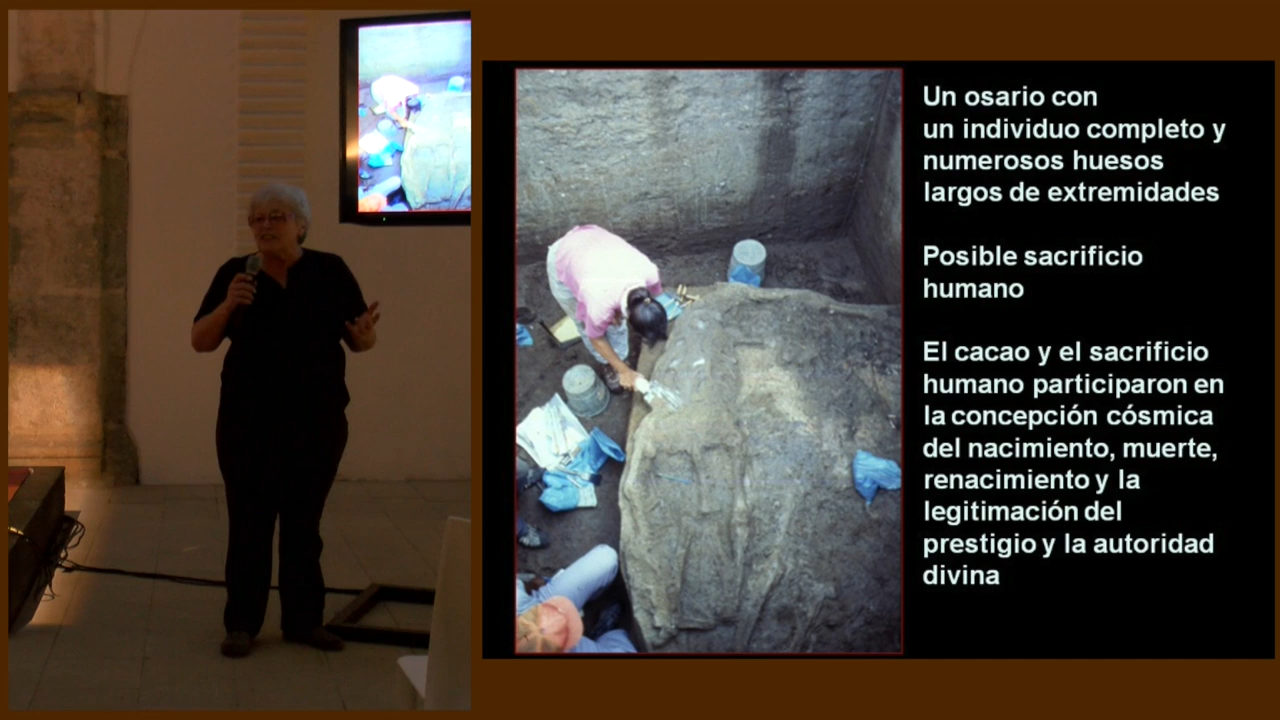 Un osario con
un individuo completo y
numerosos huesos
largos de extremidades
Posible sacrificio
humano
El cacao y el sacrificio
humano participaron en
la concepción cósmica
del nacimiento, muerte,
renacimiento y la
legitimación del
prestigio y la autoridad
divina